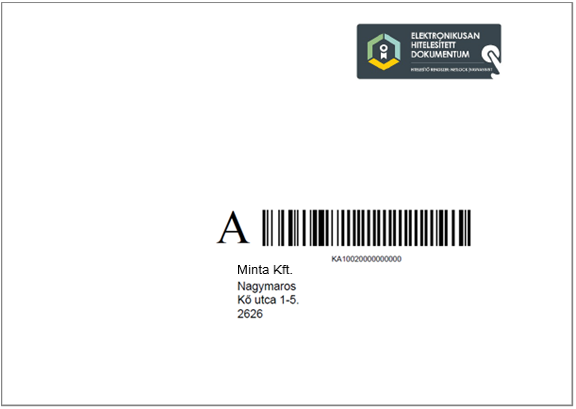 ELEKTRONIKUSAN
HITELESÍTETT
DOKUMENTUM
A
KA10020000000000
Minta Kft.
Nagymaros
Kő utca 1-5.
2626